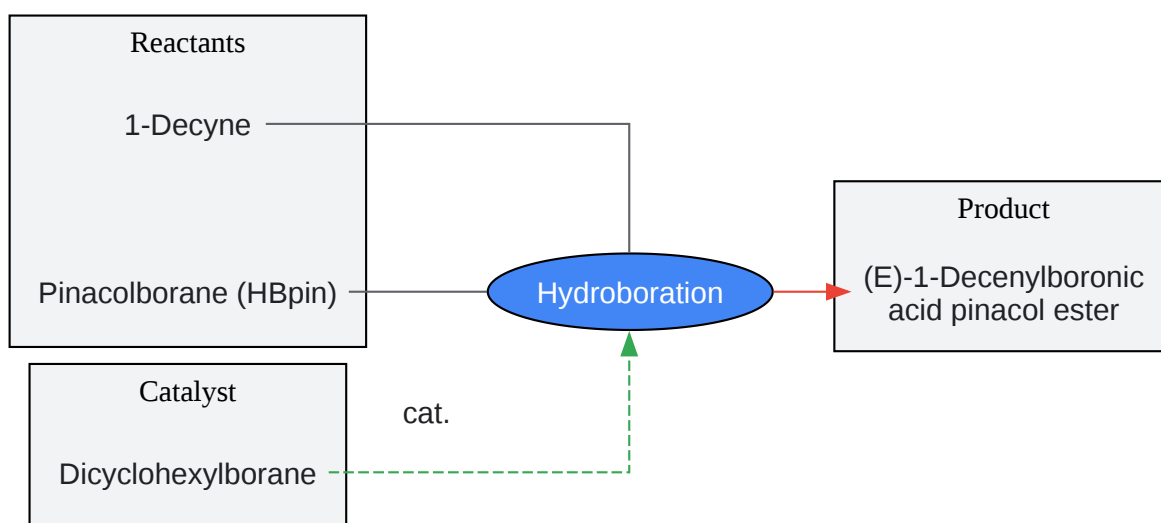 Reactants
1-Decyne
Pinacolborane (HBpin)
Hydroboration
Product
(E)-1-Decenylboronic
acid pinacol ester
Catalyst
cat.
Dicyclohexylborane